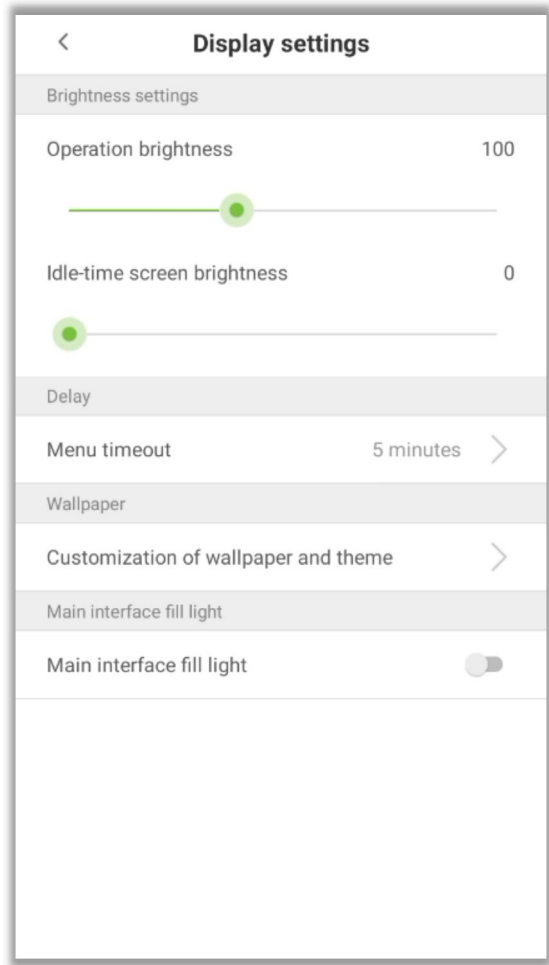 Display settings
Brightness settings
Operation brightness 100
Idle-time screen brightness 0
Delay
Menu timeout 5 minutes
Wallpaper
Customization of wallpaper and theme
Main interface fill light
Main interface fill light